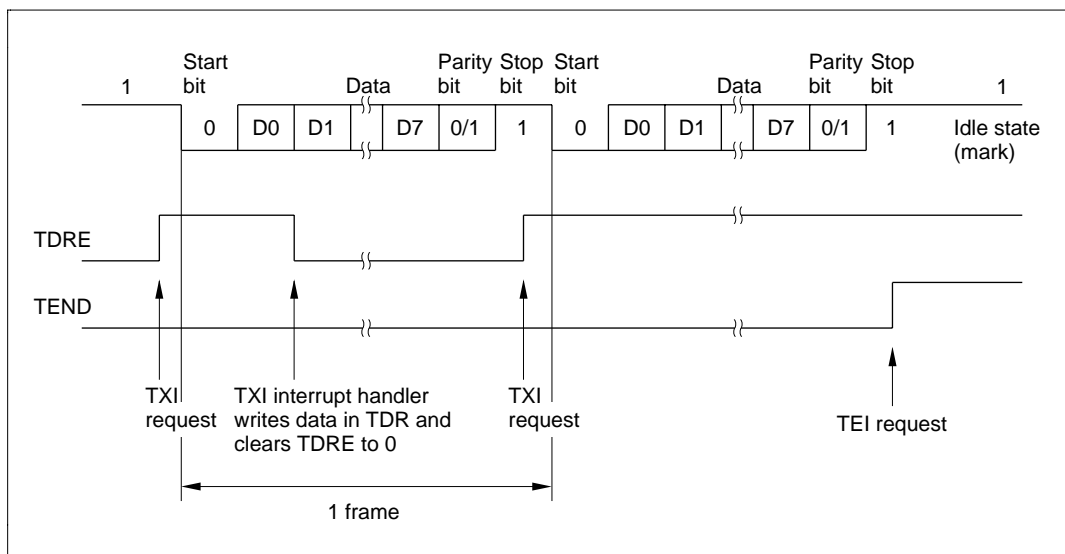 Start bit
Data
Parity bit
Stop bit
Start bit
Data
Parity bit
Stop bit
1
1
0
D0
D1
D7
0/1
1
0
D0
D1
D7
0/1
1
Idle state
(mark)
TDRE
TEND
TXI
request
TXI interrupt handler
writes data in TDR and
clears TDRE to 0
TXI
request
TEI request
1 frame